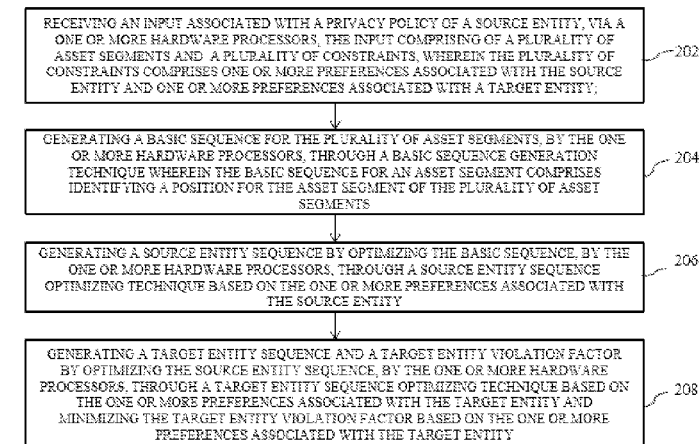 RECEIVING AN INPUT ASSOCIATED WITH A PRIVACY POLICY OF A SOURCE ENTITY, VIA A
ONE OR MORE HARDWARE PROCESSORS, THE INPUT COMPRISING OF A PLURALITY OF
ASSET SEGMENTS AND A PLURALITY OF CONSTRAINTS, WHEREIN THE PLURALITY OF
CONSTRAINTS COMPRISES ONE OR MORE PREFERENCES ASSOCIATED WITH THE SOURCE
ENTITY AND ONE OR MORE PREFERENCES ASSOCIATED WITH A TARGET ENTITY;
202
GENERATING A BASIC SEQUENCE FOR THE PLURALITY OF ASSET SEGMENTS, BY THE ONE
OR MORE HARDWARE PROCESSORS, THROUGH A BASIC SEQUENCE GENERATION
TECHNIQUE WHEREIN THE BASIC SEQUENCE FOR AN ASSET SEGMENT COMPRISES
IDENTIFYING A POSITION FOR THE ASSET SEGMENT OF THE PLURALITY OF ASSET
SEGMENTS
204
GENERATING A SOURCE ENTITY SEQUENCE BY OPTIMIZING THE BASIC SEQUENCE, BY THE
ONE OR MORE HARDWARE PROCESSORS, THROUGH A SOURCE ENTITY SEQUENCE
OPTIMIZING TECHNIQUE BASED ON THE ONE OR MORE PREFERENCES ASSOCIATED WITH
THE SOURCE ENTITY
206
GENERATING A TARGET ENTITY SEQUENCE AND A TARGET ENTITY VIOLATION FACTOR
BY OPTIMIZING THE SOURCE ENTITY SEQUENCE, BY THE ONE OR MORE HARDWARE
PROCESSORS, THROUGH A TARGET ENTITY SEQUENCE OPTIMIZING TECHNIQUE BASED ON
THE ONE OR MORE PREFERENCES ASSOCIATED WITH THE TARGET ENTITY AND
MINIMIZING THE TARGET ENTITY VIOLATION FACTOR BASED ON THE ONE OR MORE
PREFERENCES ASSOCIATED WITH THE TARGET ENTITY
208